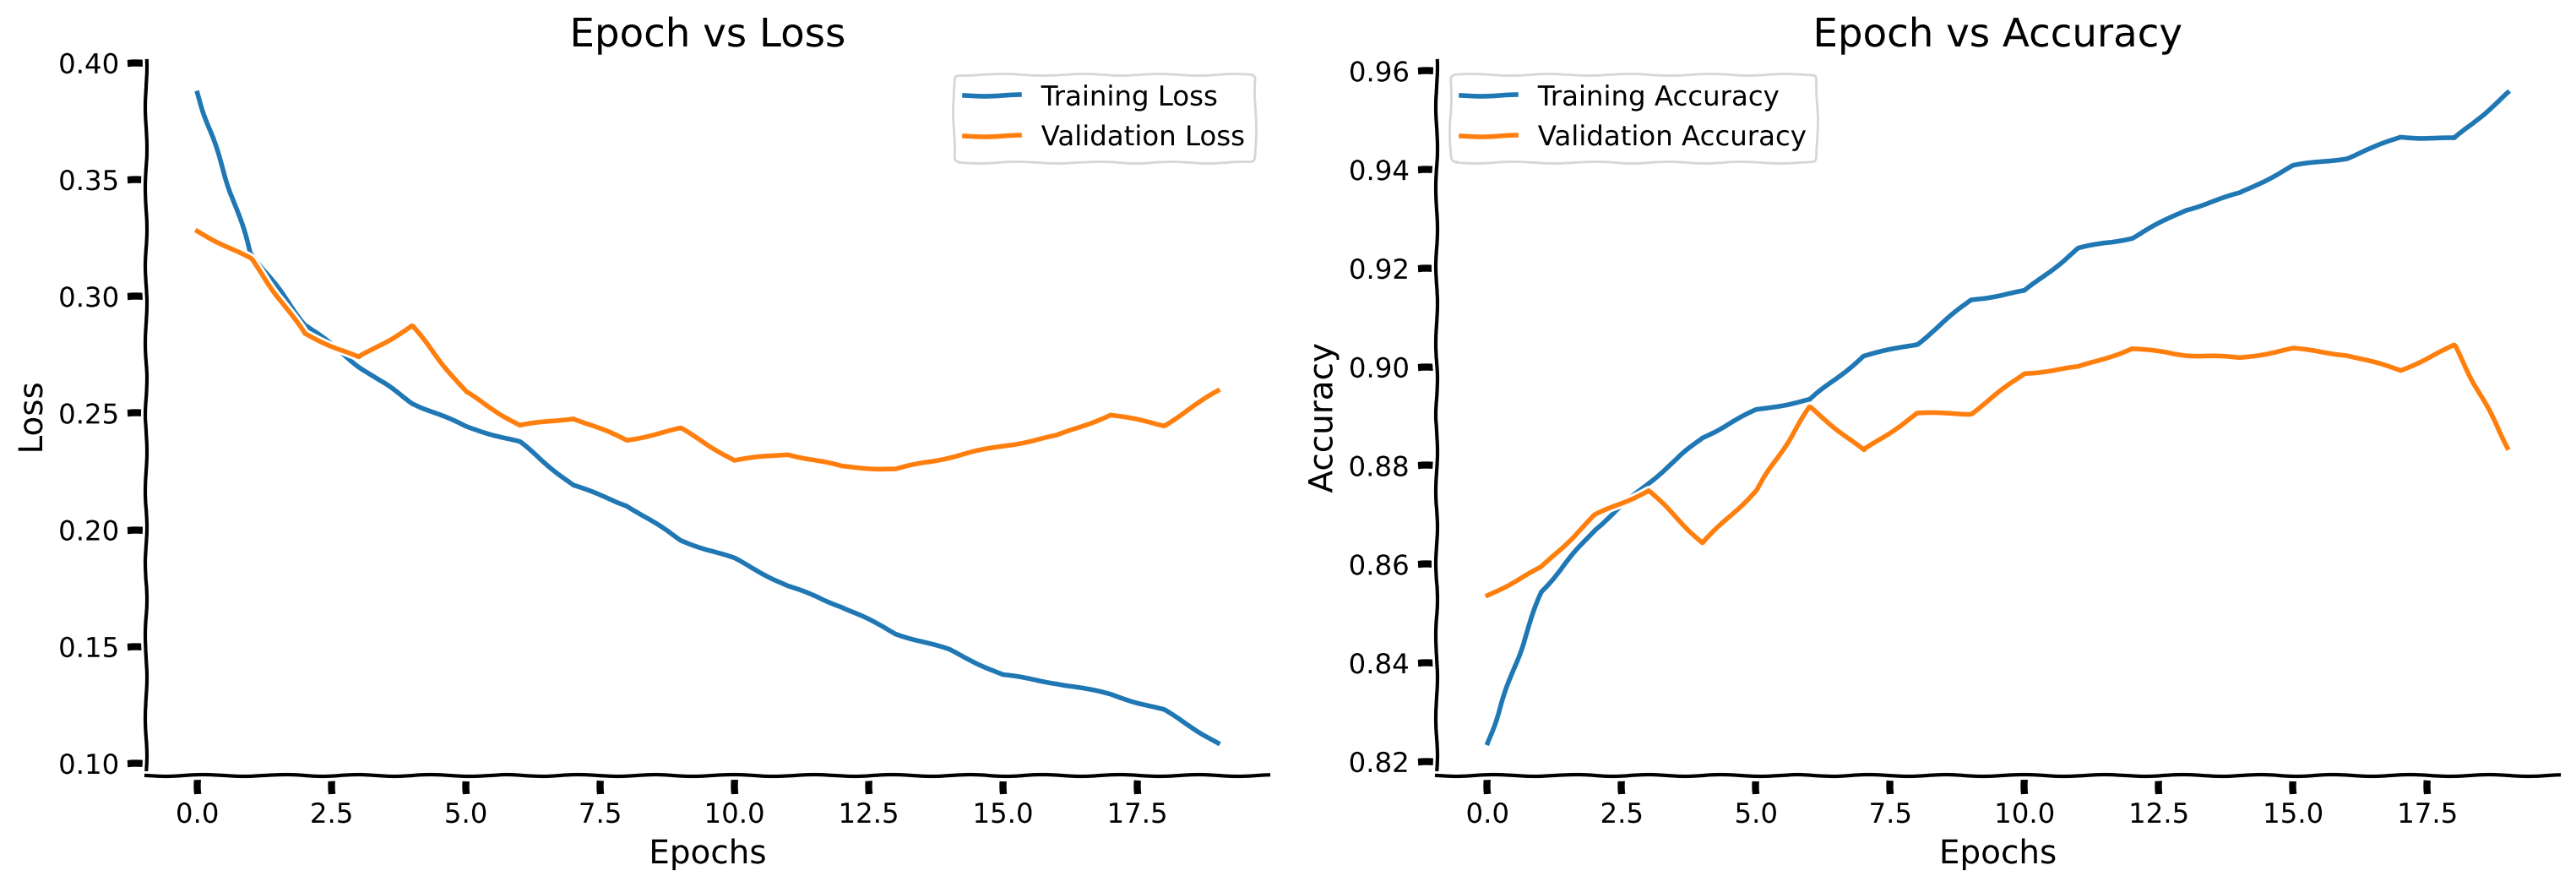 Epoch vs Loss
0.40
0.35
0.30
0.25
0.20
0.15
0.10
Loss
Training Loss
Validation Loss
0.0 2.5 5.0 7.5 10.0 12.5 15.0 17.5
Epochs
Epoch vs Accuracy
0.96
0.94
0.92
0.90
0.88
0.86
0.84
0.82
Accuracy
Training Accuracy
Validation Accuracy
0.0 2.5 5.0 7.5 10.0 12.5 15.0 17.5
Epochs